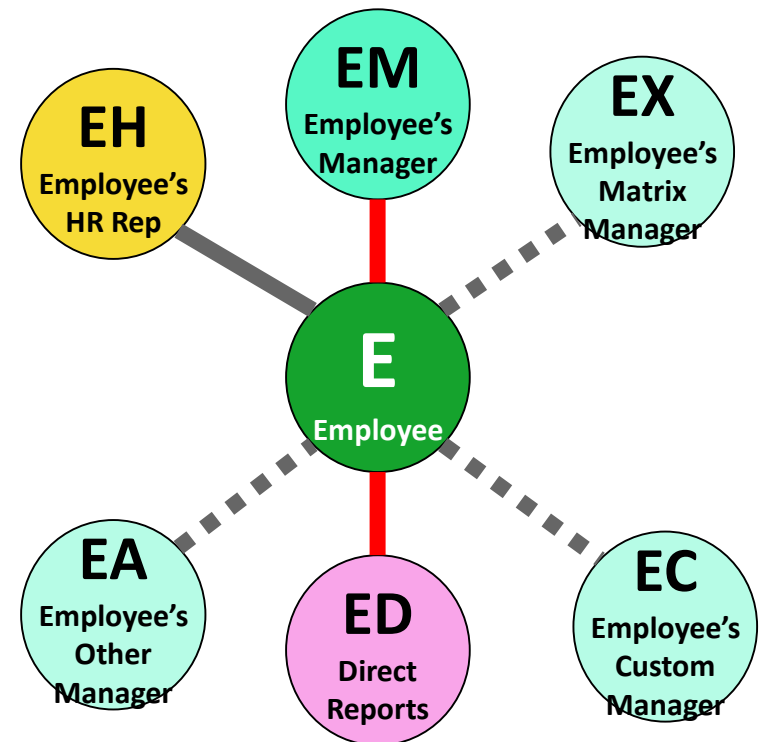 EM
Employee’s
Manager
EH
Employee’s
HR Rep
EX
Employee’s
Matrix
Manager
E
Employee
EA
Employee’s
Other
Manager
ED
Direct
Reports
EC
Employee’s
Custom
Manager